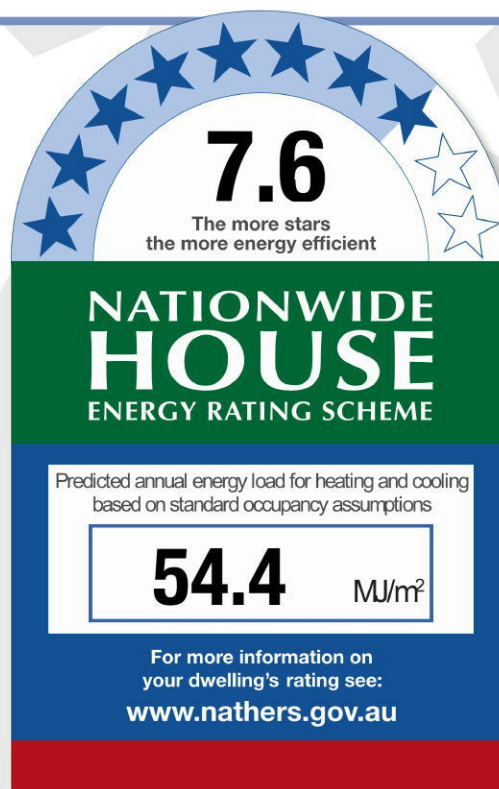 7.6
The more stars
the more energy efficient
NATIONWIDE
HOUSE
ENERGY RATING SCHEME
Predicted annual energy load for heating and cooling
based on standard occupancy assumptions
54.4 MJ/m²
For more information on
your dwelling's rating see:
www.nathers.gov.au